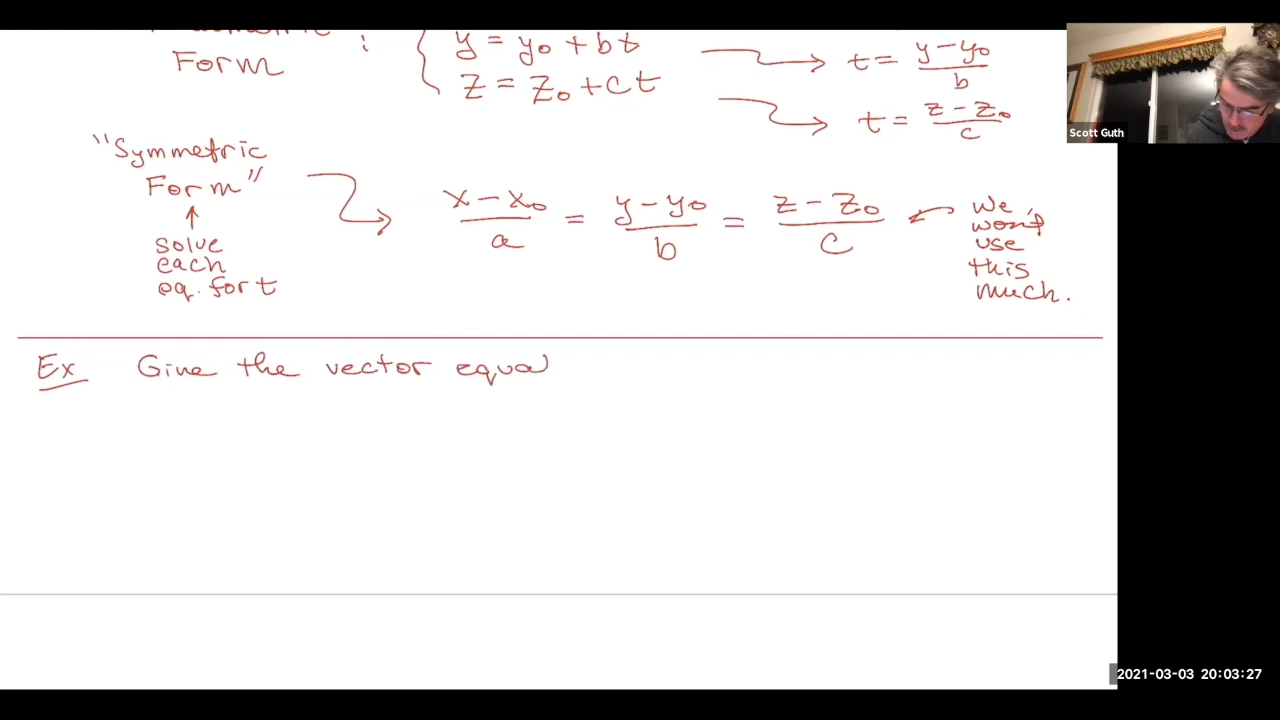 : y = y₀ + bt
Form z = z₀ + ct
t = (y - y₀)/b
t = (z - z₀)/c
Scott Guth
"Symmetric
Form"
(x - x₀)/a = (y - y₀)/b = (z - z₀)/c
solve
each
eq. for t
We
won't
use
this
much.
Ex Give the vector equa
2021-03-03 20:03:27